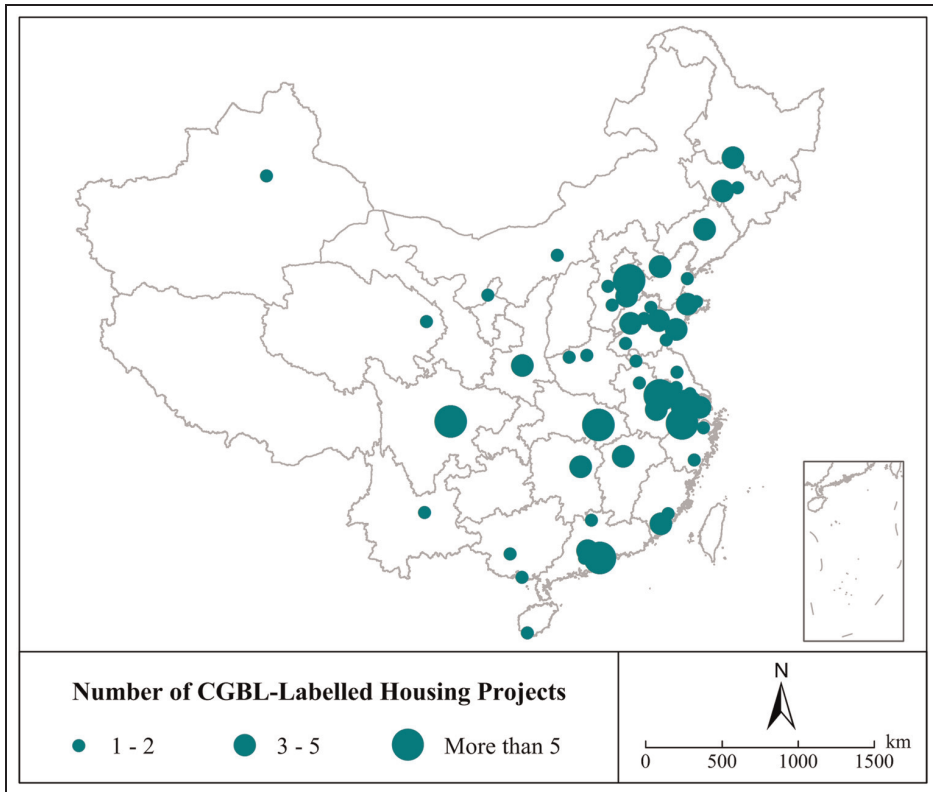 Number of CGBL-Labelled Housing Projects
1 - 2
3 - 5
More than 5
N
km
0
500
1000
1500